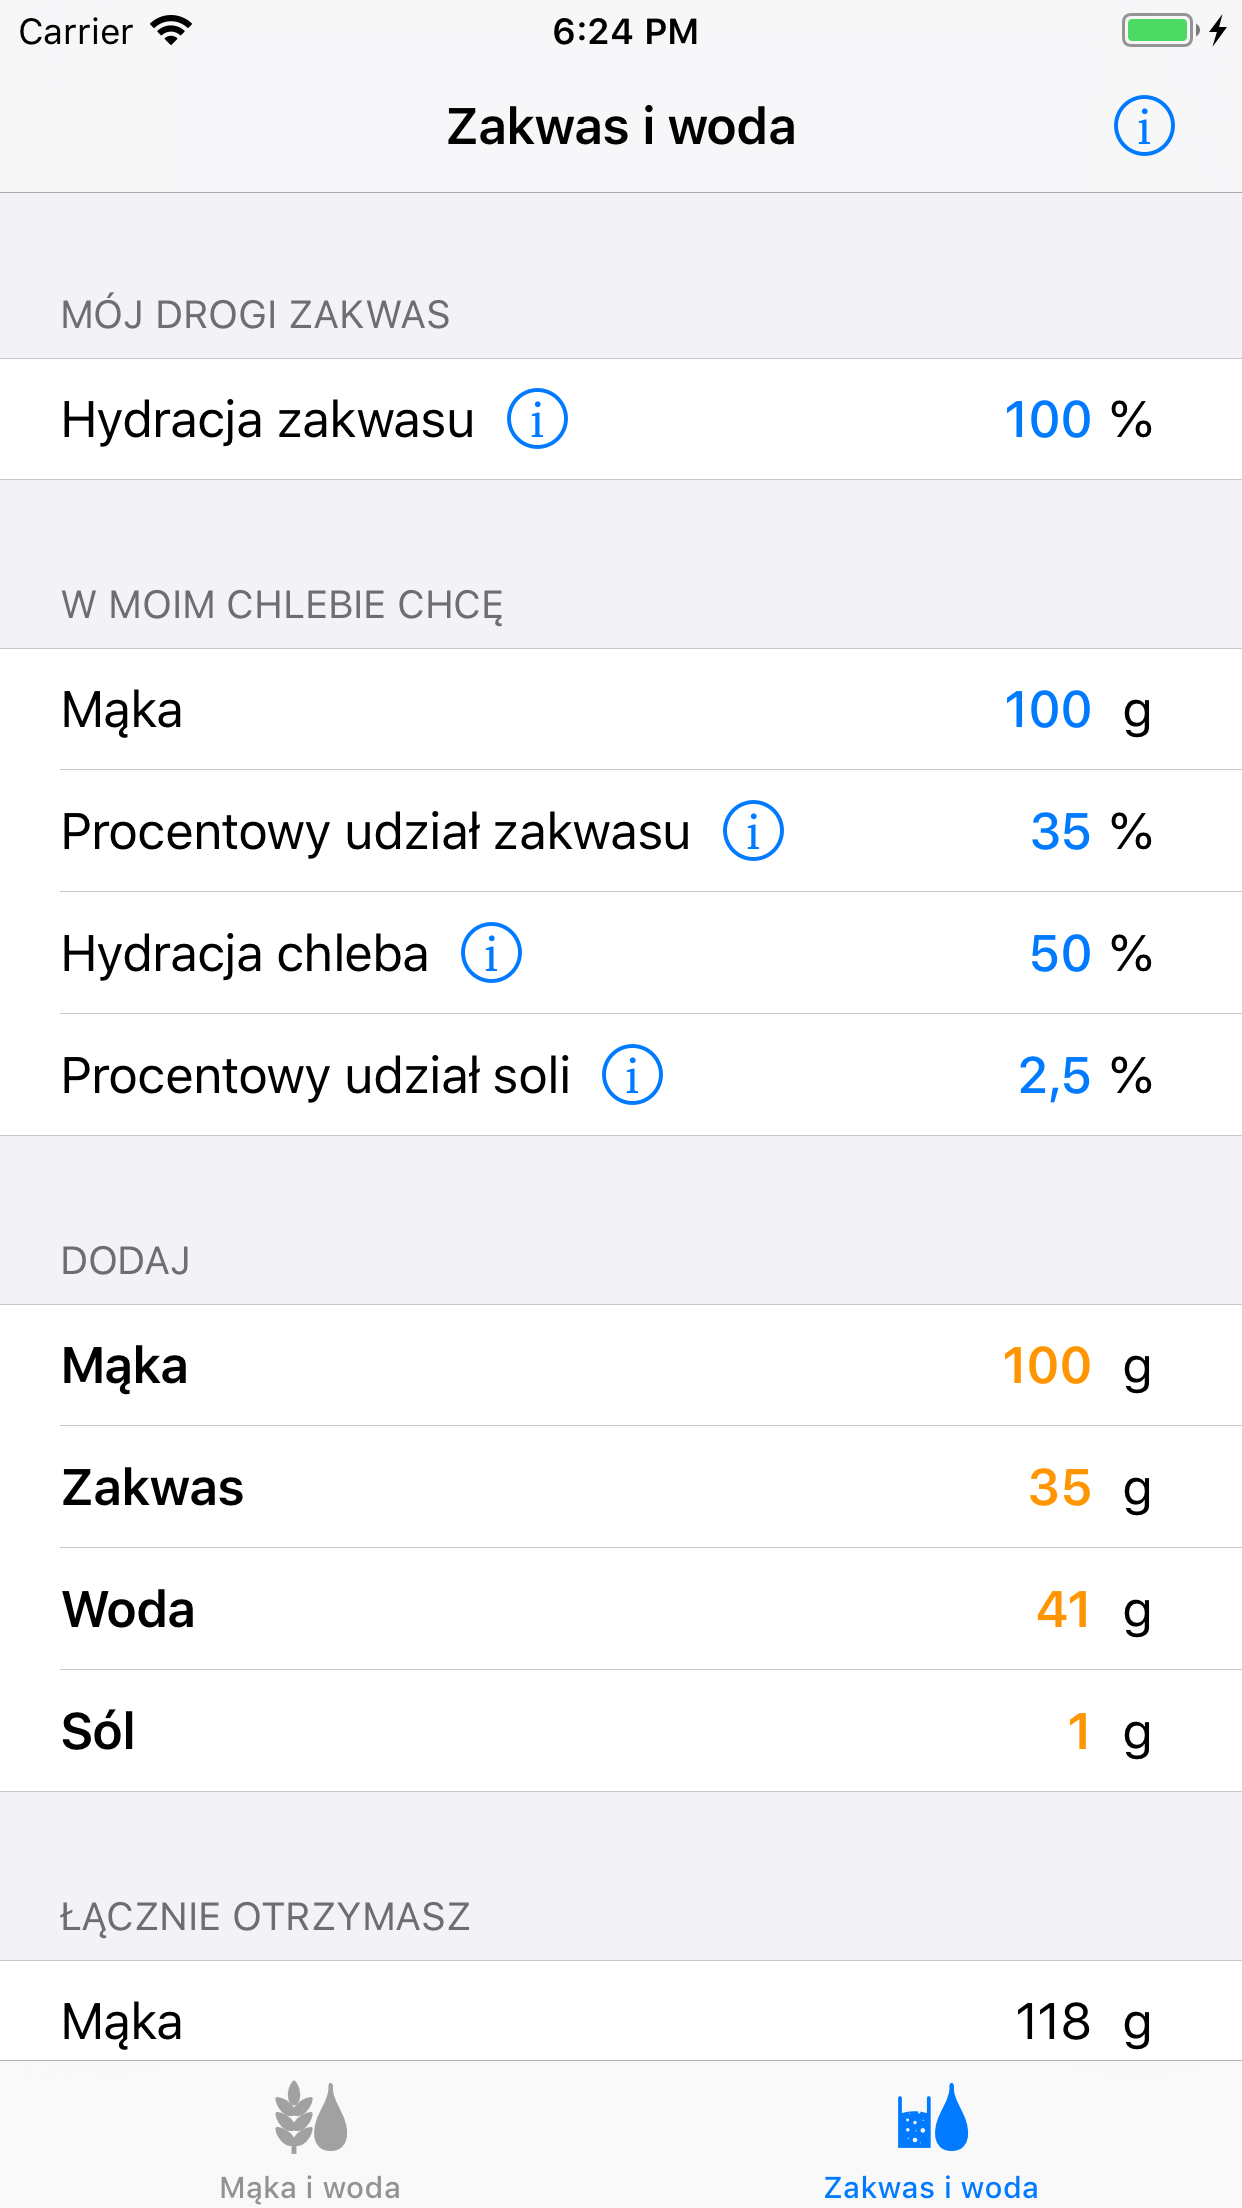 Carrier 6:24 PM
Zakwas i woda
MÓJ DROGI ZAKWAS
Hydracja zakwasu 100 %
W MOIM CHLEBIE CHCĘ
Mąka 100 g
Procentowy udział zakwasu 35 %
Hydracja chleba 50 %
Procentowy udział soli 2,5 %
DODAJ
Mąka 100 g
Zakwas 35 g
Woda 41 g
Sól 1 g
ŁĄCZNIE OTRZYMASZ
Mąka 118 g
Mąka i woda Zakwas i woda